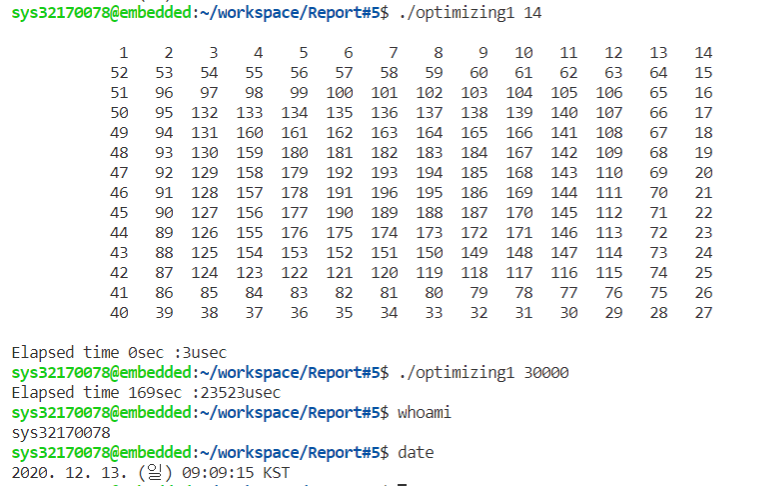 sys32170078@embedded:~/workspace/Report#5$ ./optimizing1 14
1 2 3 4 5 6 7 8 9 10 11 12 13 14
52 53 54 55 56 57 58 59 60 61 62 63 64 15
51 96 97 98 99 100 101 102 103 104 105 106 65 16
50 95 132 133 134 135 136 137 138 139 140 107 66 17
49 94 131 160 161 162 163 164 165 166 141 108 67 18
48 93 130 159 180 181 182 183 184 167 142 109 68 19
47 92 129 158 179 192 193 194 185 168 143 110 69 20
46 91 128 157 178 191 196 195 186 169 144 111 70 21
45 90 127 156 177 190 189 188 187 170 145 112 71 22
44 89 126 155 176 175 174 173 172 171 146 113 72 23
43 88 125 154 153 152 151 150 149 148 147 114 73 24
42 87 124 123 122 121 120 119 118 117 116 115 74 25
41 86 85 84 83 82 81 80 79 78 77 76 75 26
40 39 38 37 36 35 34 33 32 31 30 29 28 27
Elapsed time 0sec :3usec
sys32170078@embedded:~/workspace/Report#5$ ./optimizing1 30000
Elapsed time 169sec :23523usec
sys32170078@embedded:~/workspace/Report#5$ whoami
sys32170078
sys32170078@embedded:~/workspace/Report#5$ date
2020. 12. 13. (일) 09:09:15 KST